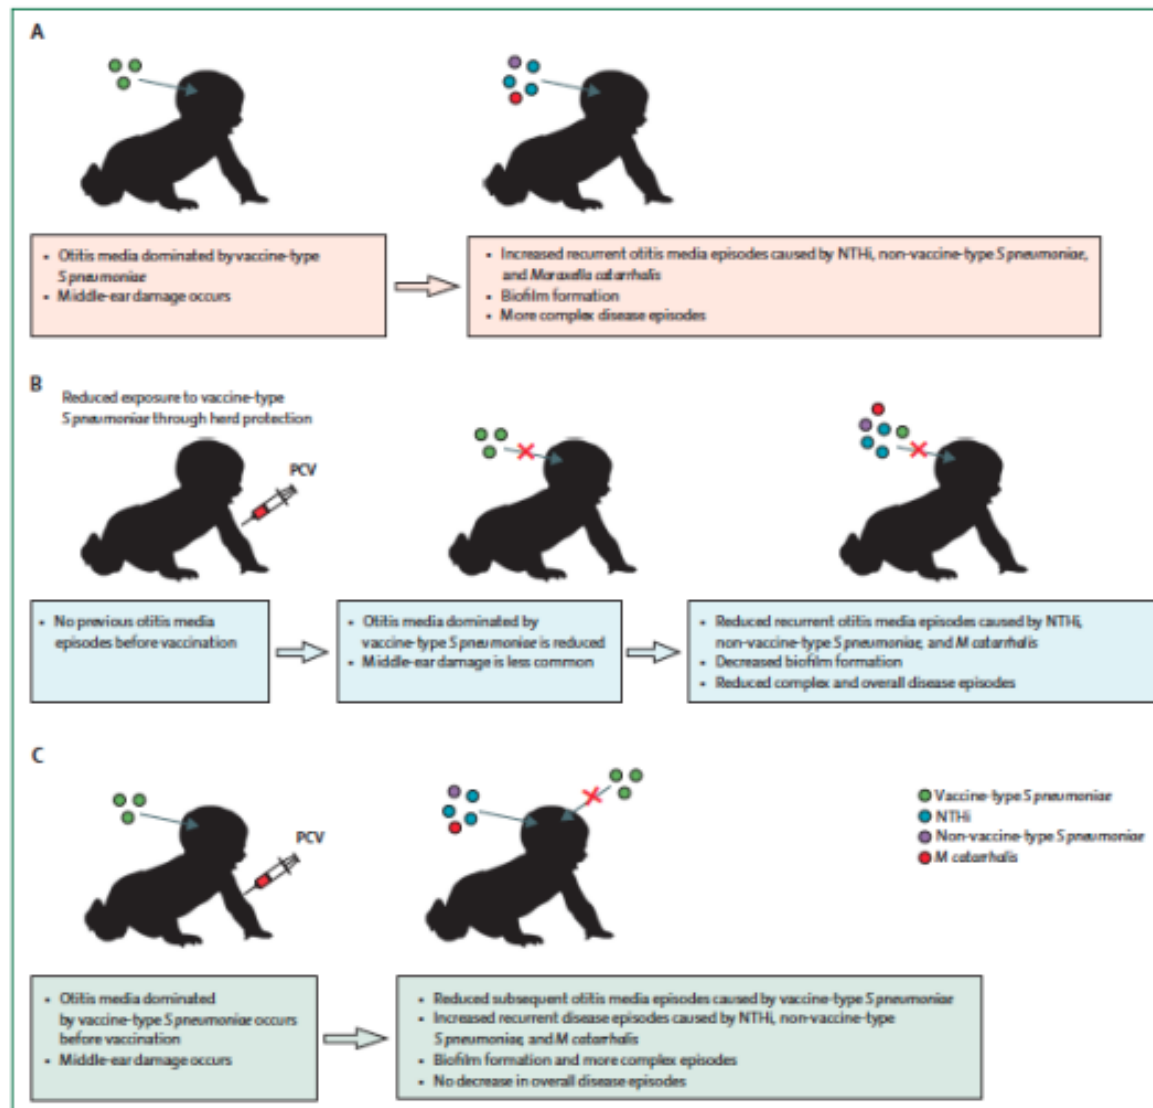 A
• Otitis media dominated by vaccine-type
S pneumoniae
• Middle-ear damage occurs
• Increased recurrent otitis media episodes caused by NTHi, non-vaccine-type S pneumoniae,
and Moraxella catarrhalis
• Biofilm formation
• More complex disease episodes
B
Reduced exposure to vaccine-type
S pneumoniae through herd protection
PCV
• No previous otitis media
episodes before vaccination
• Otitis media dominated by
vaccine-type S pneumoniae is reduced
• Middle-ear damage is less common
• Reduced recurrent otitis media episodes caused by NTHi,
non-vaccine-type S pneumoniae, and M catarrhalis
• Decreased biofilm formation
• Reduced complex and overall disease episodes
C
PCV
• Otitis media dominated
by vaccine-type S pneumoniae occurs
before vaccination
• Middle-ear damage occurs
• Reduced subsequent otitis media episodes caused by vaccine-type S pneumoniae
• Increased recurrent disease episodes caused by NTHi, non-vaccine-type
S pneumoniae, and M catarrhalis
• Biofilm formation and more complex episodes
• No decrease in overall disease episodes
Vaccine-type S pneumoniae
NTHi
Non-vaccine-type S pneumoniae
M catarrhalis